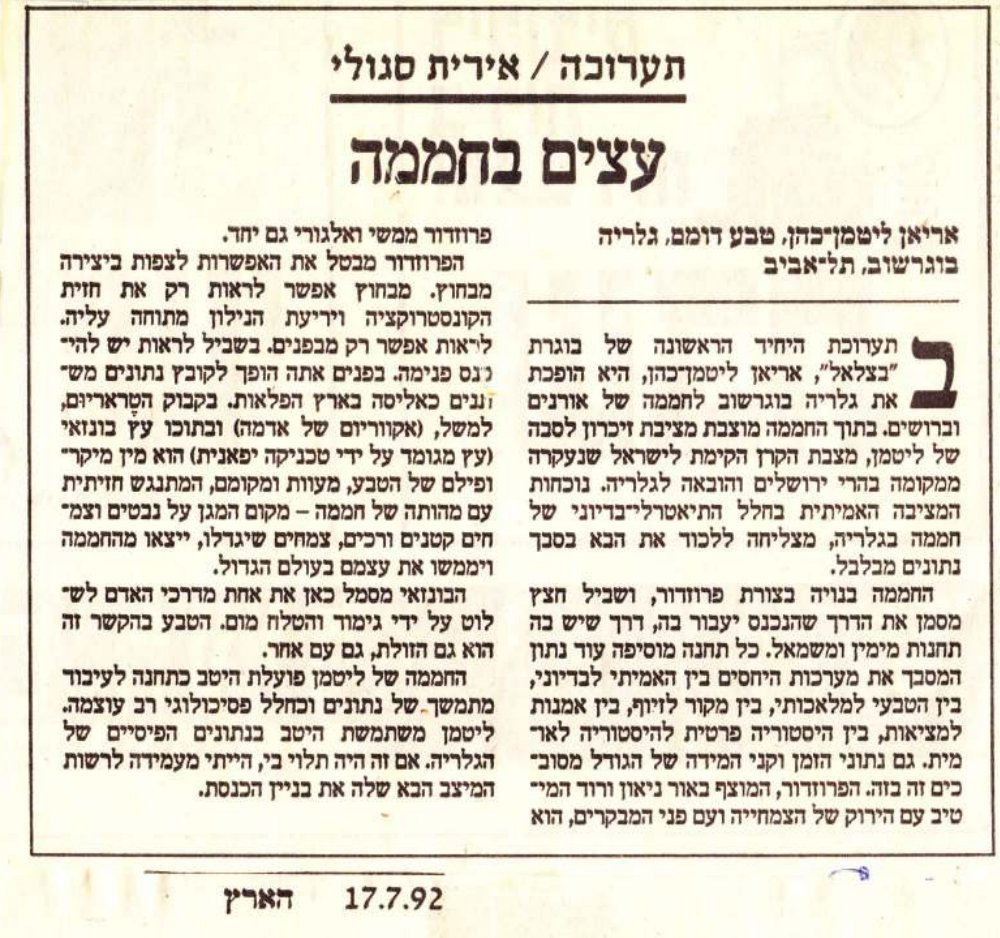 תערוכה / אירית סגולי
עצים בחממה
אריאן ליטמן־כהן, טבע דומם, גלריה
בוגרשוב, תל־אביב
בתערוכת היחיד הראשונה של בוגרת
"בצלאל", אריאן ליטמן־כהן, היא הופכת
את גלריה בוגרשוב לחממה של אורנים
וברושים. בתוך החממה מוצבת מציבת זיכרון לסבה
של ליטמן, מצבת הקרן הקימת לישראל שנעקרה
ממקומה בהרי ירושלים והובאה לגלריה. נוכחות
המציבה האמיתית בחלל התיאטרלי־בדיוני של
חממה בגלריה, מצליחה ללכוד את הבא בסבך
נתונים מבלבל.
החממה בנויה בצורת פרוזדור, ושביל חצץ
מסמן את הדרך שהנכנס יעבור בה, דרך שיש בה
תחנות מימין ומשמאל. כל תחנה מוסיפה עוד נתון
המסבך את מערכות היחסים בין האמיתי לבדיוני,
בין הטבעי למלאכותי, בין מקור לזיוף, בין אמנות
למציאות, בין היסטוריה פרטית להיסטוריה לאו־
מית. גם נתוני הזמן וקני המידה של הגודל מסוב־
כים זה בזה. הפרוזדור, המוצף באור ניאון ורוד המי־
טיב עם הירוק של הצמחייה ועם פני המבקרים, הוא
פרוזדור ממשי ואלגורי גם יחד.
הפרוזדור מבטל את האפשרות לצפות ביצירה
מבחוץ. מבחוץ אפשר לראות רק את חזית
הקונסטרוקציה ויריעת הנילון מתוחה עליה.
לראות אפשר רק מבפנים. בשביל לראות יש להי־
כנס פנימה. בפנים אתה הופך לקובץ נתונים מש־
תנים כאליסה בארץ הפלאות. בקבוק הטָראריוּם,
למשל, (אקווריום של אדמה) ובתוכו עץ בונזאי
(עץ מגומד על ידי טכניקה יפאנית) הוא מין מיקר־
ופילם של הטבע, מעוות ומקומם, המתנגש חזיתית
עם מהותה של חממה – מקום המגן על נבטים וצמ־
חים קטנים ורכים, צמחים שיגדלו, ייצאו מהחממה
ויממשו את עצמם בעולם הגדול.
הבונזאי מסמל כאן את אחת מדרכי האדם לש־
לוט על ידי גימוד והטלת מום. הטבע בהקשר זה
הוא גם הזולת, גם עם אחר.
החממה של ליטמן פועלת היטב כתחנה לעיבוד
מתמשך של נתונים וכחלל פסיכולוגי רב עוצמה.
ליטמן משתמשת היטב בנתונים הפיסיים של
הגלריה. אם זה היה תלוי בי, הייתי מעמידה לרשות
המיצב הבא שלה את בניין הכנסת.
הארץ 17.7.92